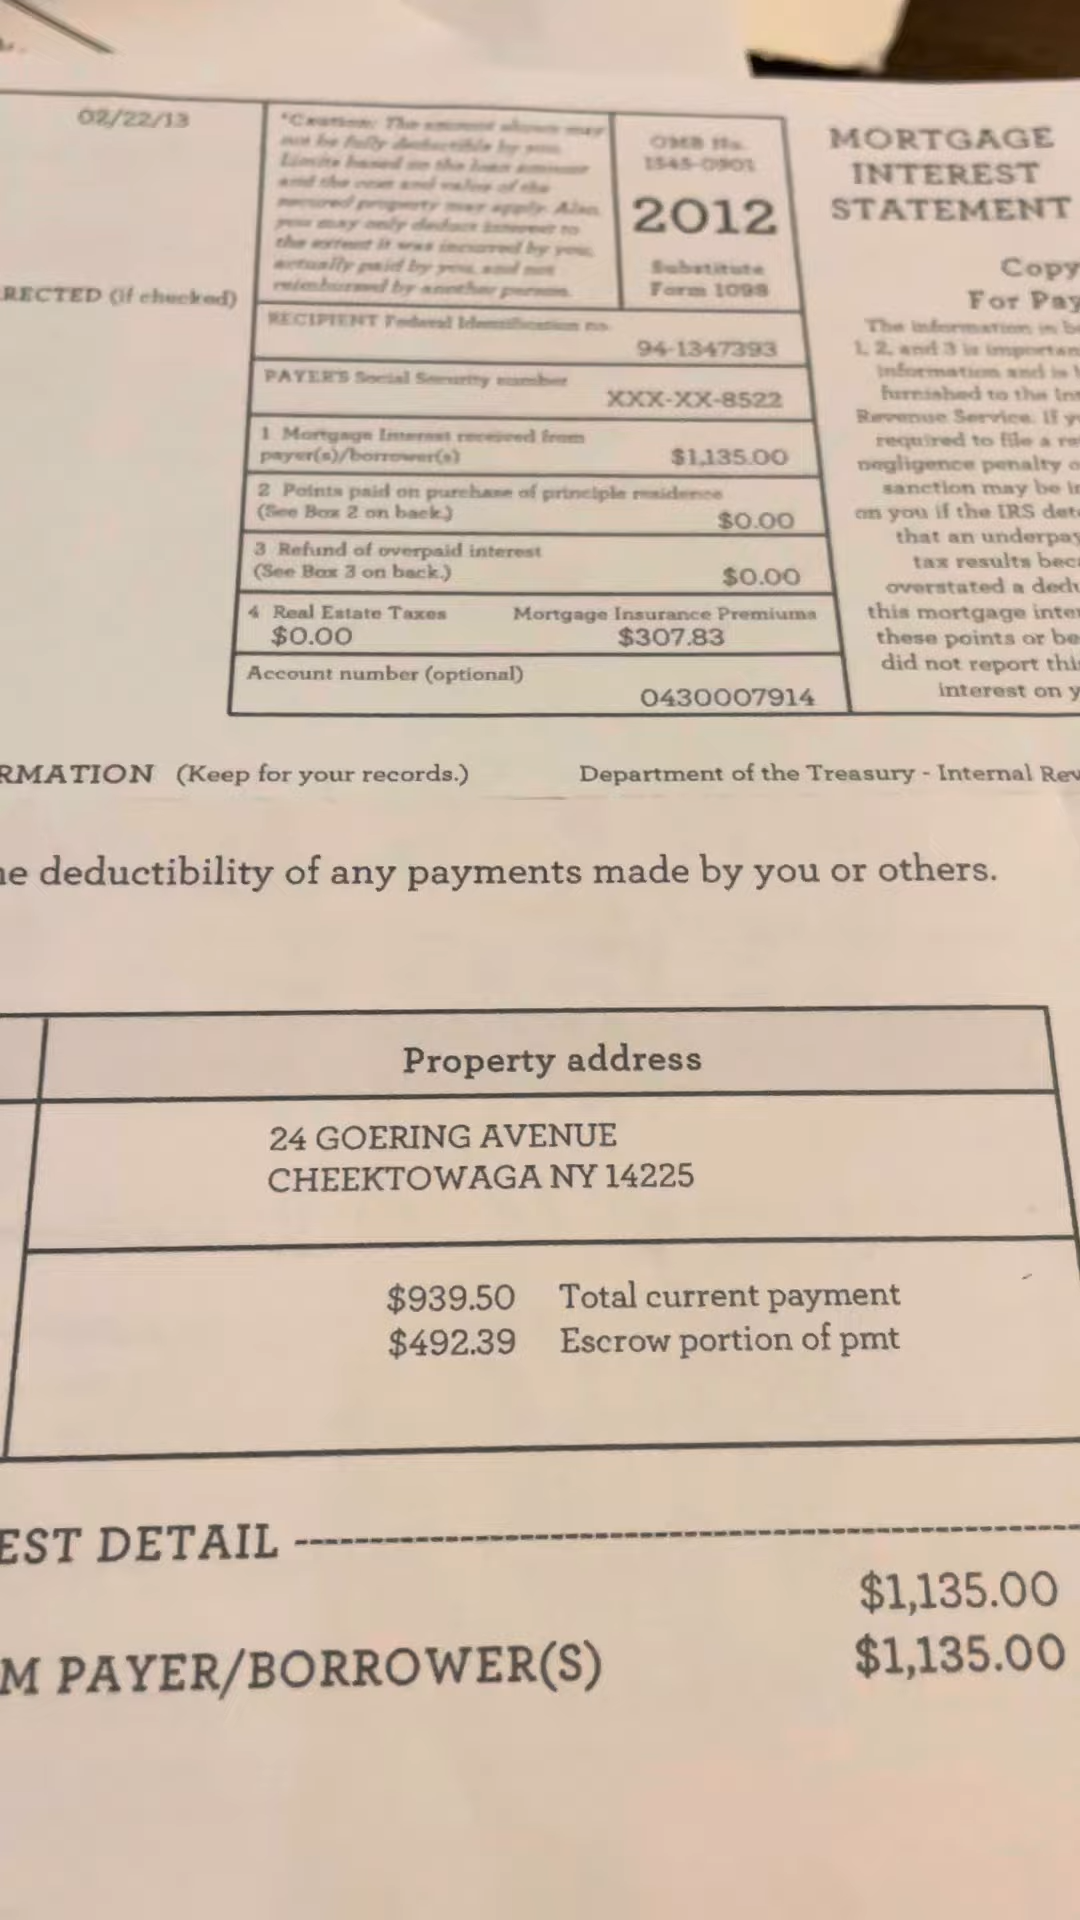 02/22/13
*Caution: The amount shown may
not be fully deductible by you.
Limits based on the loan amount
and the cost and value of the
secured property may apply. Also,
you may only deduct interest to
the extent it was incurred by you,
actually paid by you, and not
reimbursed by another person.
OMB No.
1545-0901
2012
Substitute
Form 1098
MORTGAGE
INTEREST
STATEMENT
Copy
For Pay
RECTED (if checked)
RECIPIENT Federal Identification no.
94-1347393
PAYER'S Social Security number
XXX-XX-8522
1 Mortgage Interest received from
payer(s)/borrower(s)
$1,135.00
2 Points paid on purchase of principle residence
(See Box 2 on back.)
$0.00
3 Refund of overpaid interest
(See Box 3 on back.)
$0.00
4 Real Estate Taxes Mortgage Insurance Premiums
$0.00 $307.83
Account number (optional)
0430007914
The information in b
1, 2, and 3 is importan
information and is
furnished to the Int
Revenue Service. If y
required to file a re
negligence penalty o
sanction may be i
on you if the IRS det
that an underpay
tax results bec
overstated a ded
this mortgage inter
these points or be
did not report thi
interest on y
RMATION (Keep for your records.) Department of the Treasury - Internal Rev
e deductibility of any payments made by you or others.
Property address
24 GOERING AVENUE
CHEEKTOWAGA NY 14225
$939.50 Total current payment
$492.39 Escrow portion of pmt
EST DETAIL --------------------
$1,135.00
M PAYER/BORROWER(S) $1,135.00